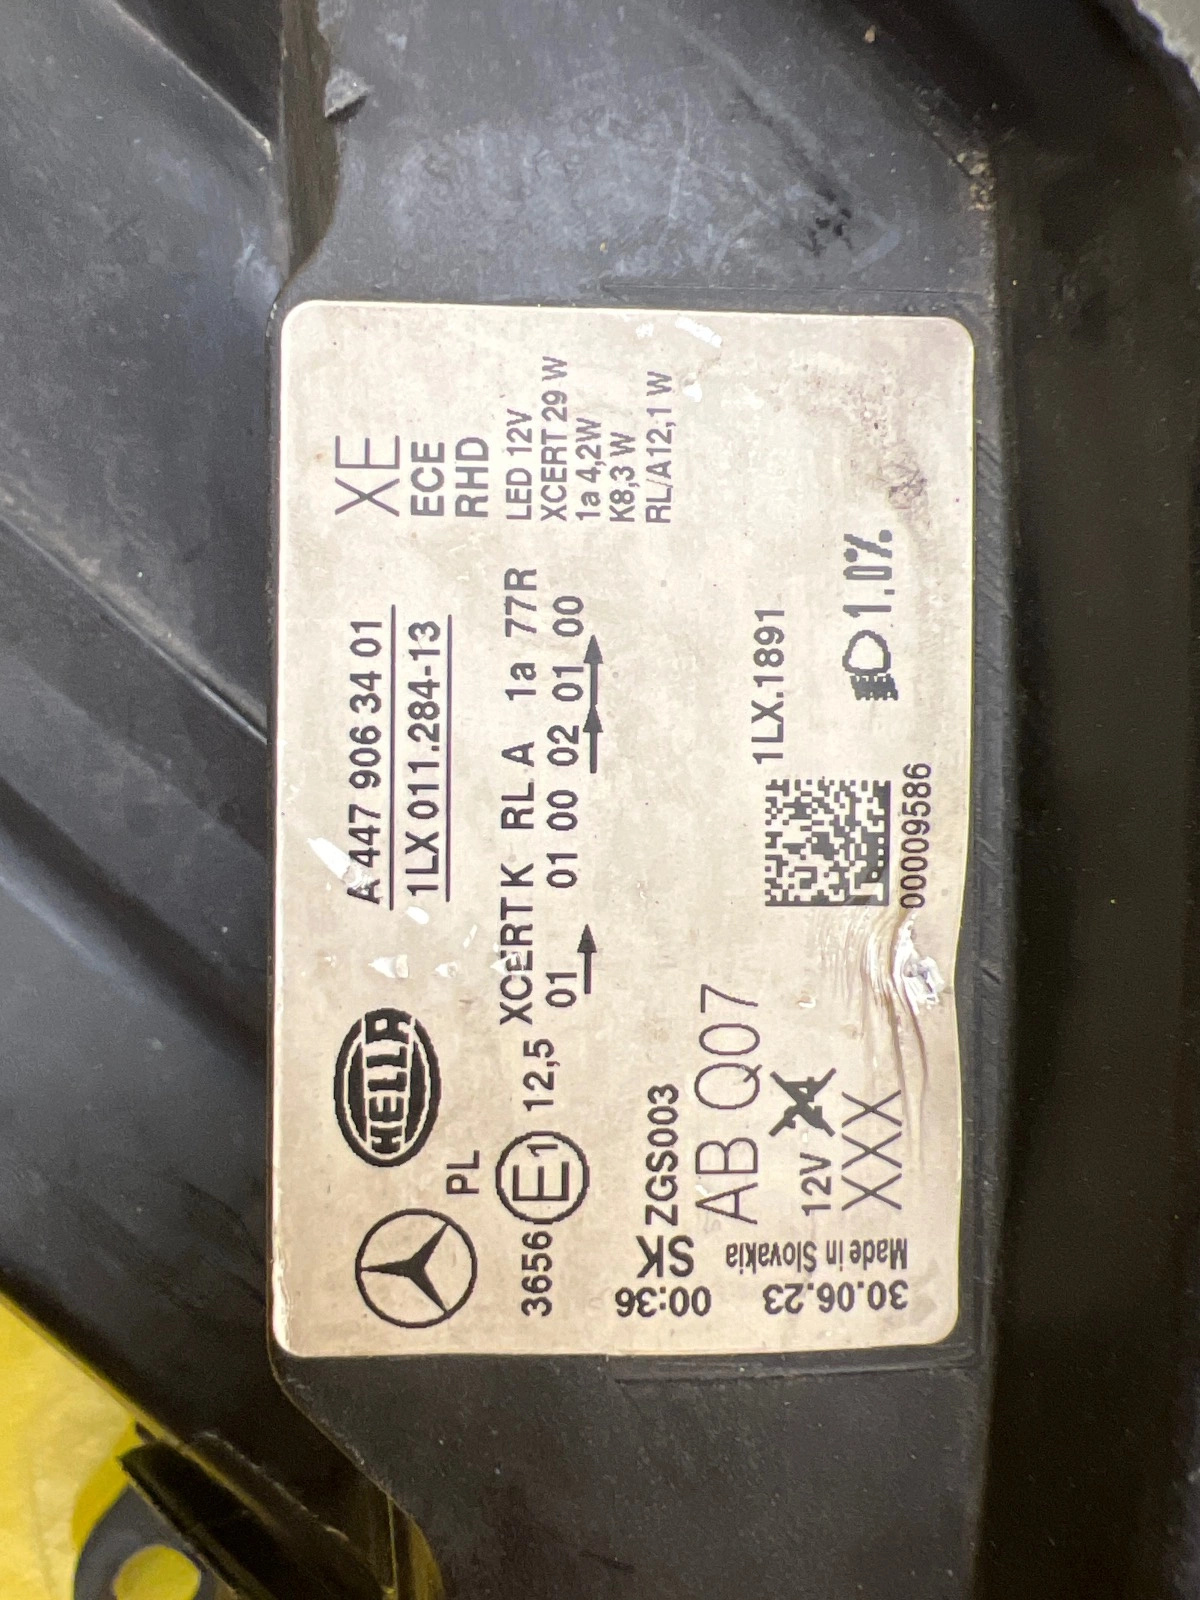 HELLA
A 447 906 34 01
1LX 011.284-13
XE
ECE
RHD
PL
3656 E1 12,5 XCERT K RL A 1a 77R
01 01 00 02 01 00
LED 12V
XCERT 29 W
1a 4,2W
K8,3 W
RL/A12,1 W
00:36
SK
ZGS003
AB Q07
Made in Slovakia
30.06.23
12V 24
XXX
1LX.1891
00009586
1.0%